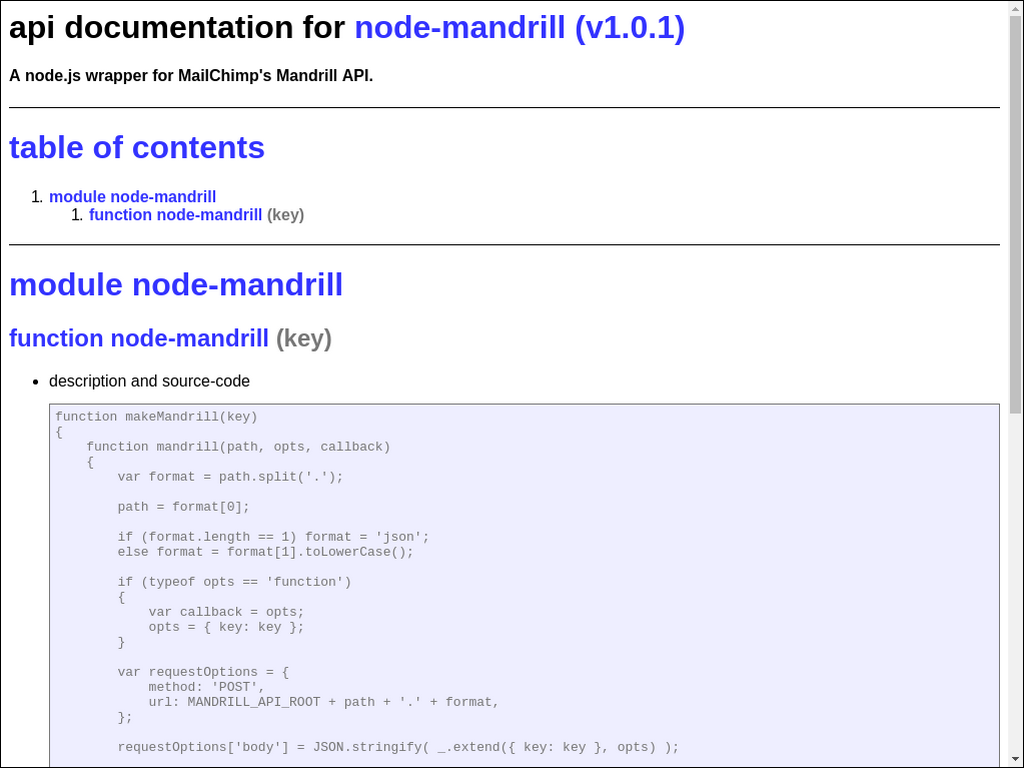 api documentation for node-mandrill (v1.0.1)
A node.js wrapper for MailChimp's Mandrill API.
table of contents
1. module node-mandrill
1. function node-mandrill (key)
module node-mandrill
function node-mandrill (key)
• description and source-code
function makeMandrill(key)
{
    function mandrill(path, opts, callback)
    {
        var format = path.split('.');
        path = format[0];
        if (format.length == 1) format = 'json';
        else format = format[1].toLowerCase();
        if (typeof opts == 'function')
        {
            var callback = opts;
            opts = { key: key };
        }
        var requestOptions = {
            method: 'POST',
            url: MANDRILL_API_ROOT + path + '.' + format,
        };
        requestOptions['body'] = JSON.stringify( _.extend({ key: key }, opts) );